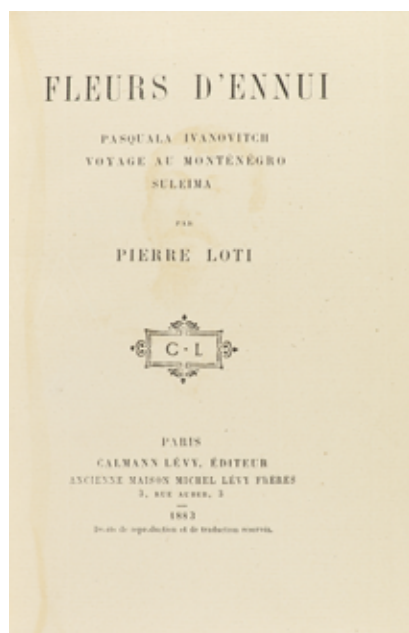 FLEURS D'ENNUI
PASQUALA IVANOVITCH
VOYAGE AU MONTÉNÉGRO
SULEIMA
PAR
PIERRE LOTI
C · L
PARIS
CALMANN LÉVY, ÉDITEUR
ANCIENNE MAISON MICHEL LÉVY FRÈRES
3, RUE AUBER, 3
1883
Droits de reproduction et de traduction réservés.